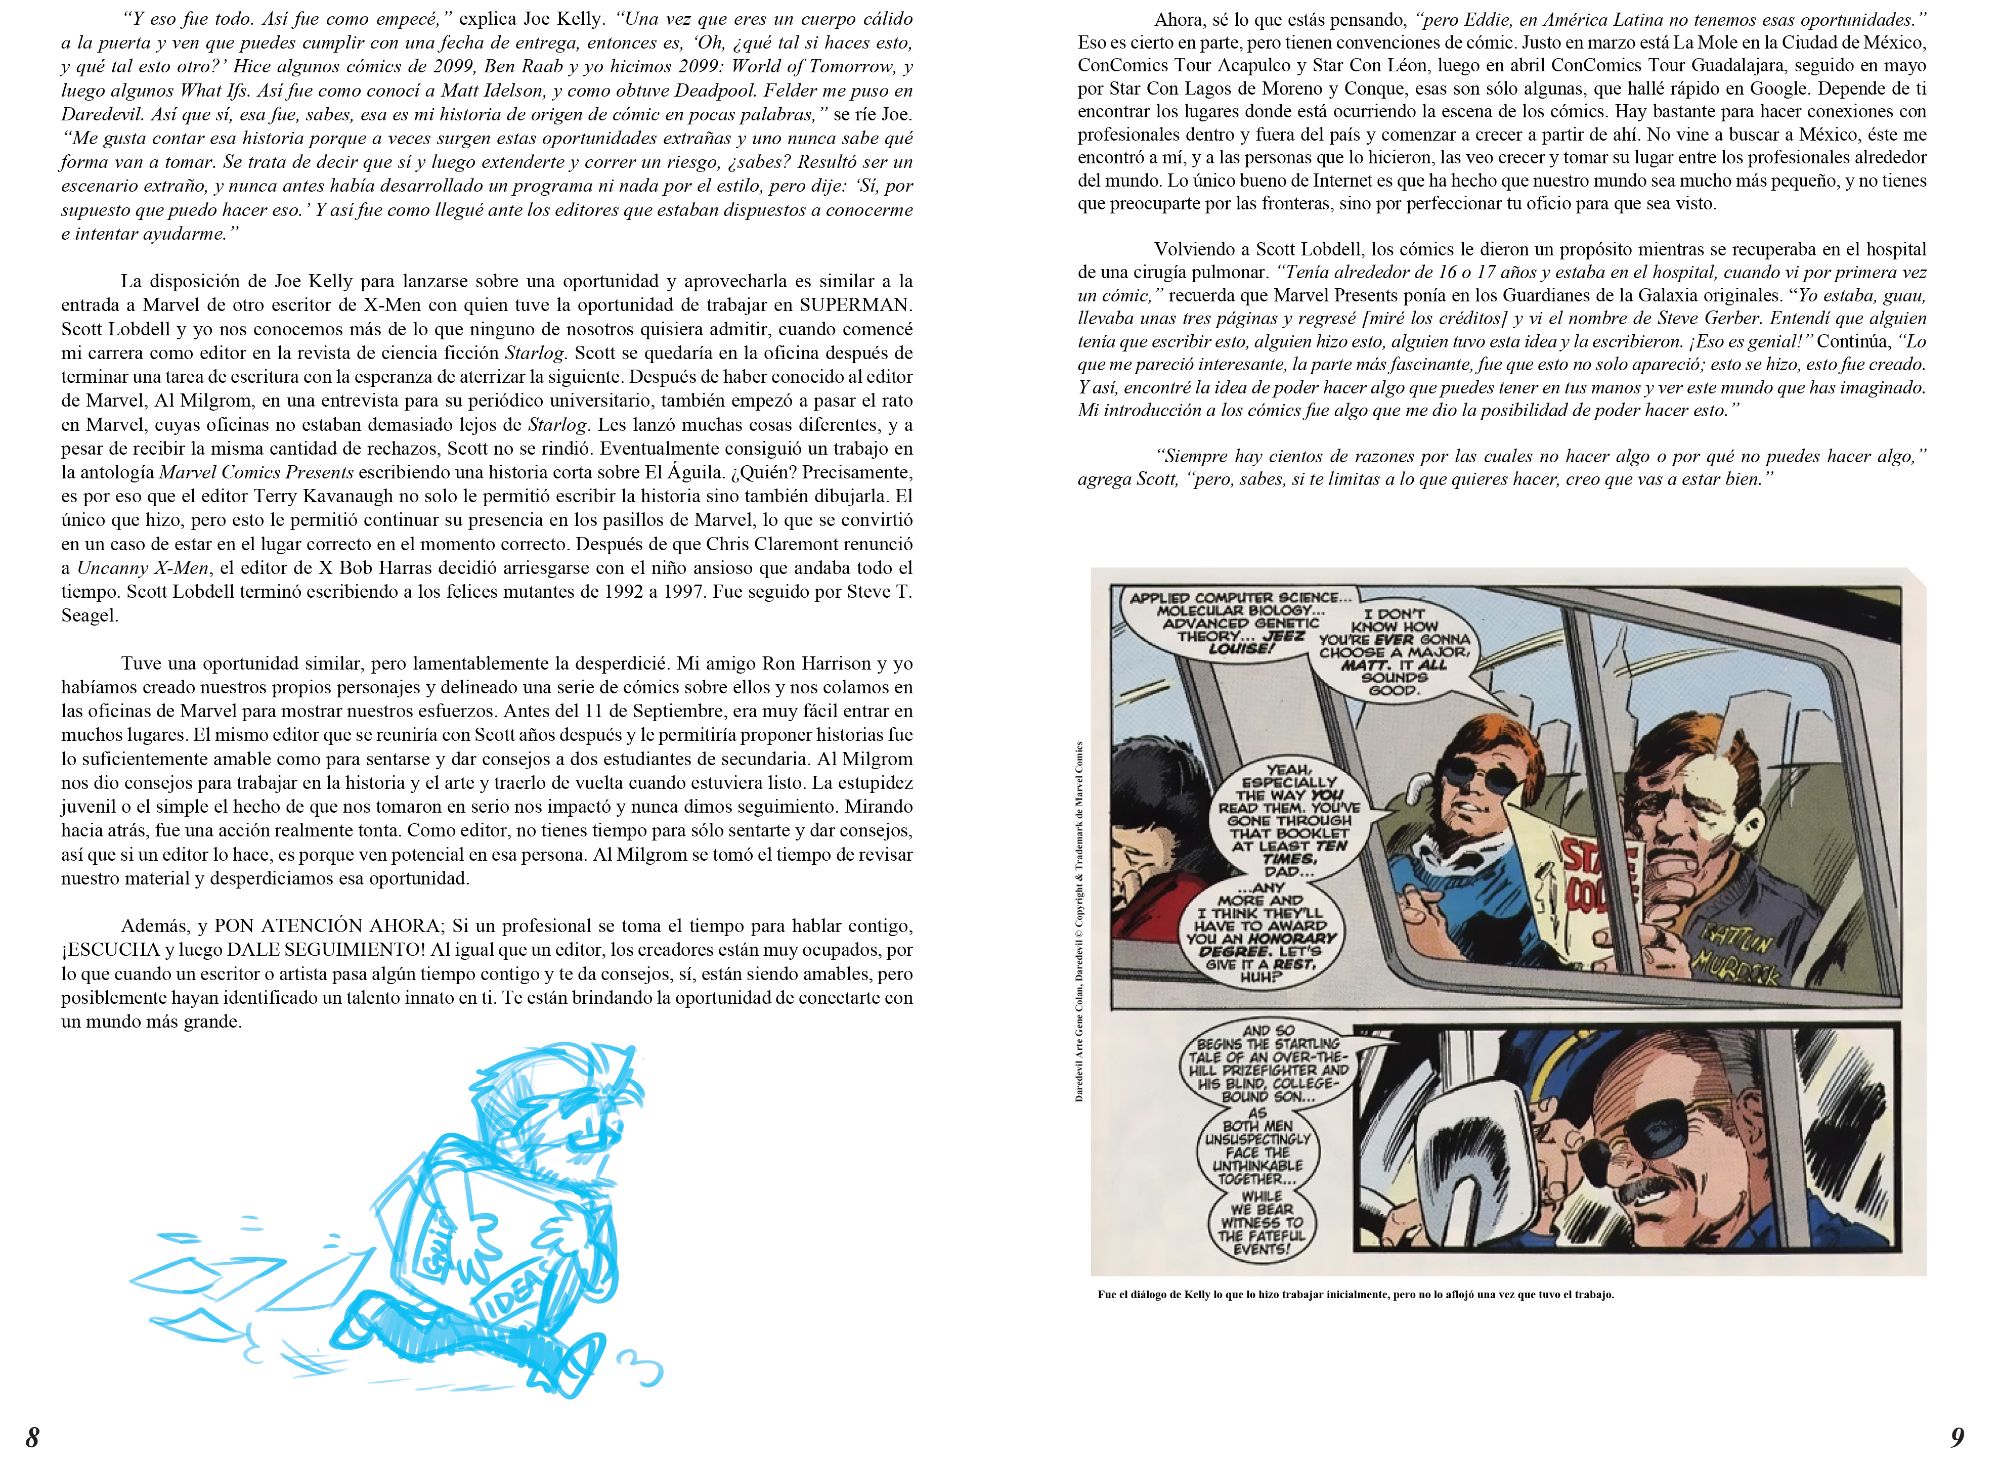 “Y eso fue todo. Así fue como empecé,” explica Joe Kelly. “Una vez que eres un cuerpo cálido
a la puerta y ven que puedes cumplir con una fecha de entrega, entonces es, ‘Oh, ¿qué tal si haces esto,
y qué tal esto otro?’ Hice algunos cómics de 2099, Ben Raab y yo hicimos 2099: World of Tomorrow, y
luego algunos What Ifs. Así fue como conocí a Matt Idelson, y como obtuve Deadpool. Felder me puso en
Daredevil. Así que sí, esa fue, sabes, esa es mi historia de origen de cómic en pocas palabras,” se ríe Joe.
“Me gusta contar esa historia porque a veces surgen estas oportunidades extrañas y uno nunca sabe qué
forma van a tomar. Se trata de decir que sí y luego extenderte y correr un riesgo, ¿sabes? Resultó ser un
escenario extraño, y nunca antes había desarrollado un programa ni nada por el estilo, pero dije: ‘Sí, por
supuesto que puedo hacer eso.’ Y así fue como llegué ante los editores que estaban dispuestos a conocerme
e intentar ayudarme.”
La disposición de Joe Kelly para lanzarse sobre una oportunidad y aprovecharla es similar a la
entrada a Marvel de otro escritor de X-Men con quien tuve la oportunidad de trabajar en SUPERMAN.
Scott Lobdell y yo nos conocemos más de lo que ninguno de nosotros quisiera admitir, cuando comencé
mi carrera como editor en la revista de ciencia ficción Starlog. Scott se quedaría en la oficina después de
terminar una tarea de escritura con la esperanza de aterrizar la siguiente. Después de haber conocido al editor
de Marvel, Al Milgrom, en una entrevista para su periódico universitario, también empezó a pasar el rato
en Marvel, cuyas oficinas no estaban demasiado lejos de Starlog. Les lanzó muchas cosas diferentes, y a
pesar de recibir la misma cantidad de rechazos, Scott no se rindió. Eventualmente consiguió un trabajo en
la antología Marvel Comics Presents escribiendo una historia corta sobre El Águila. ¿Quién? Precisamente,
es por eso que el editor Terry Kavanaugh no solo le permitió escribir la historia sino también dibujarla. El
único que hizo, pero esto le permitió continuar su presencia en los pasillos de Marvel, lo que se convirtió
en un caso de estar en el lugar correcto en el momento correcto. Después de que Chris Claremont renunció
a Uncanny X-Men, el editor de X Bob Harras decidió arriesgarse con el niño ansioso que andaba todo el
tiempo. Scott Lobdell terminó escribiendo a los felices mutantes de 1992 a 1997. Fue seguido por Steve T.
Seagel.
Tuve una oportunidad similar, pero lamentablemente la desperdicié. Mi amigo Ron Harrison y yo
habíamos creado nuestros propios personajes y delineado una serie de cómics sobre ellos y nos colamos en
las oficinas de Marvel para mostrar nuestros esfuerzos. Antes del 11 de Septiembre, era muy fácil entrar en
muchos lugares. El mismo editor que se reuniría con Scott años después y le permitiría proponer historias fue
lo suficientemente amable como para sentarse y dar consejos a dos estudiantes de secundaria. Al Milgrom
nos dio consejos para trabajar en la historia y el arte y traerlo de vuelta cuando estuviera listo. La estupidez
juvenil o el simple el hecho de que nos tomaron en serio nos impactó y nunca dimos seguimiento. Mirando
hacia atrás, fue una acción realmente tonta. Como editor, no tienes tiempo para sólo sentarte y dar consejos,
así que si un editor lo hace, es porque ven potencial en esa persona. Al Milgrom se tomó el tiempo de revisar
nuestro material y desperdiciamos esa oportunidad.
Además, y PON ATENCIÓN AHORA; Si un profesional se toma el tiempo para hablar contigo,
¡ESCUCHA y luego DALE SEGUIMIENTO! Al igual que un editor, los creadores están muy ocupados, por
lo que cuando un escritor o artista pasa algún tiempo contigo y te da consejos, sí, están siendo amables, pero
posiblemente hayan identificado un talento innato en ti. Te están brindando la oportunidad de conectarte con
un mundo más grande.
IDEAS
8
Ahora, sé lo que estás pensando, “pero Eddie, en América Latina no tenemos esas oportunidades.”
Eso es cierto en parte, pero tienen convenciones de cómic. Justo en marzo está La Mole en la Ciudad de México,
ConComics Tour Acapulco y Star Con Léon, luego en abril ConComics Tour Guadalajara, seguido en mayo
por Star Con Lagos de Moreno y Conque, esas son sólo algunas, que hallé rápido en Google. Depende de ti
encontrar los lugares donde está ocurriendo la escena de los cómics. Hay bastante para hacer conexiones con
profesionales dentro y fuera del país y comenzar a crecer a partir de ahí. No vine a buscar a México, éste me
encontró a mí, y a las personas que lo hicieron, las veo crecer y tomar su lugar entre los profesionales alrededor
del mundo. Lo único bueno de Internet es que ha hecho que nuestro mundo sea mucho más pequeño, y no tienes
que preocuparte por las fronteras, sino por perfeccionar tu oficio para que sea visto.
Volviendo a Scott Lobdell, los cómics le dieron un propósito mientras se recuperaba en el hospital
de una cirugía pulmonar. “Tenía alrededor de 16 o 17 años y estaba en el hospital, cuando vi por primera vez
un cómic,” recuerda que Marvel Presents ponía en los Guardianes de la Galaxia originales. “Yo estaba, guau,
llevaba unas tres páginas y regresé [miré los créditos] y vi el nombre de Steve Gerber. Entendí que alguien
tenía que escribir esto, alguien hizo esto, alguien tuvo esta idea y la escribieron. ¡Eso es genial!” Continúa, “Lo
que me pareció interesante, la parte más fascinante, fue que esto no solo apareció; esto se hizo, esto fue creado.
Y así, encontré la idea de poder hacer algo que puedes tener en tus manos y ver este mundo que has imaginado.
Mi introducción a los cómics fue algo que me dio la posibilidad de poder hacer esto.”
“Siempre hay cientos de razones por las cuales no hacer algo o por qué no puedes hacer algo,”
agrega Scott, “pero, sabes, si te limitas a lo que quieres hacer, creo que vas a estar bien.”
APPLIED COMPUTER SCIENCE...
MOLECULAR BIOLOGY...
ADVANCED GENETIC
THEORY... JEEZ
LOUISE!
I DON'T
KNOW HOW
YOU'RE EVER GONNA
CHOOSE A MAJOR,
MATT. IT ALL
SOUNDS
GOOD.
YEAH,
ESPECIALLY
THE WAY YOU
READ THEM. YOU'VE
GONE THROUGH
THAT BOOKLET
AT LEAST TEN
TIMES,
DAD...
...ANY
MORE AND
I THINK THEY'LL
HAVE TO AWARD
YOU AN HONORARY
DEGREE. LET'S
GIVE IT A REST,
HUH?
BATTLIN
MURDOCK
AND SO
BEGINS THE STARTLING
TALE OF AN OVER-THE-
HILL PRIZEFIGHTER AND
HIS BLIND, COLLEGE-
BOUND SON...
AS
BOTH MEN
UNSUSPECTINGLY
FACE THE
UNTHINKABLE
TOGETHER...
WHILE
WE BEAR
WITNESS TO
THE FATEFUL
EVENTS!
Daredevil Arte Gene Colan, Daredevil © Copyright & Trademark de Marvel Comics
Fue el diálogo de Kelly lo que lo hizo trabajar inicialmente, pero no lo aflojó una vez que tuvo el trabajo.
9